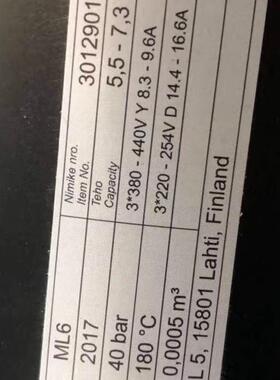 ML6 Nimike nro.
2017 Item No. 3012901
40 bar Teho
Capacity 5,5 - 7,3
180 °C 3*380 - 440V Y 8.3 - 9.6A
0,0005 m³ 3*220 - 254V D 14.4 - 16.6A
L 5, 15801 Lahti, Finland